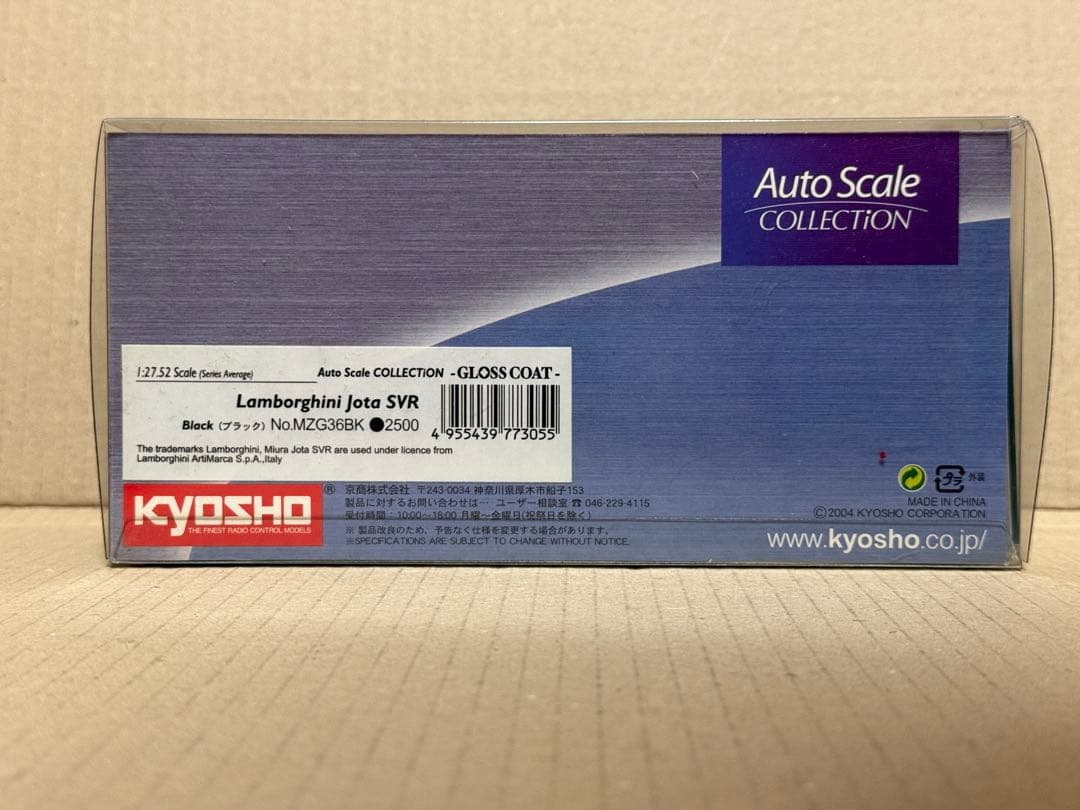 Auto Scale
COLLECTiON
1:27.52 Scale (Series Average)
Auto Scale COLLECTiON -GLOSS COAT-
Lamborghini Jota SVR
Black (ブラック) No.MZG36BK ●2500
4 955439 773055
The trademarks Lamborghini, Miura Jota SVR are used under licence from
Lamborghini ArtiMarca S.p.A.,Italy
KYOSHO ®
THE FINEST RADIO CONTROL MODELS
京商株式会社 〒243-0034 神奈川県厚木市船子153
製品に対するお問い合わせは… ユーザー相談室 ☎ 046-229-4115
受付時間：10:00〜18:00 月曜〜金曜日(祝祭日を除く)
※ 製品改良のため、予告なく仕様を変更する場合があります。
※SPECIFICATIONS ARE SUBJECT TO CHANGE WITHOUT NOTICE.
プラ 外装
MADE IN CHINA
©2004 KYOSHO CORPORATION
www.kyosho.co.jp/